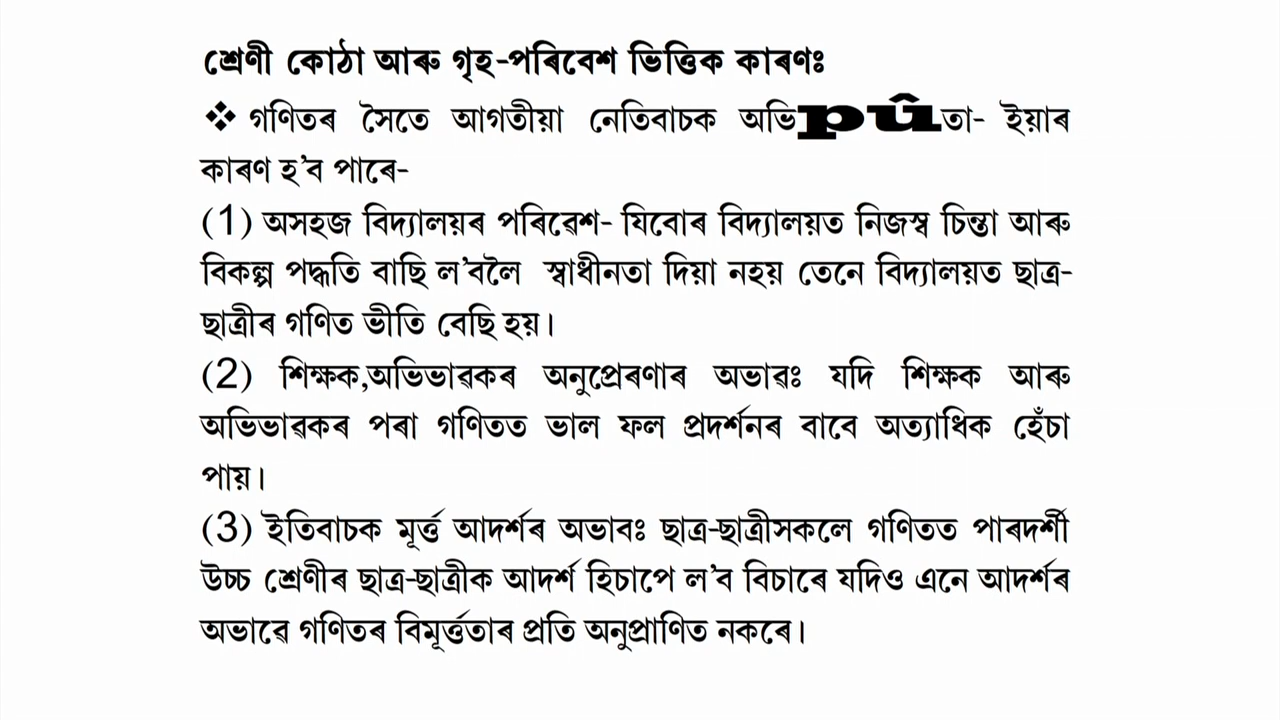 শ্ৰেণী কোঠা আৰু গৃহ-পৰিবেশ ভিত্তিক কাৰণঃ
❖ গণিতৰ সৈতে আগতীয়া নেতিবাচক অভিpûতা- ইয়াৰ
কাৰণ হ'ব পাৰে-
(1) অসহজ বিদ্যালয়ৰ পৰিৱেশ- যিবোৰ বিদ্যালয়ত নিজস্ব চিন্তা আৰু
বিকল্প পদ্ধতি বাছি ল'বলৈ স্বাধীনতা দিয়া নহয় তেনে বিদ্যালয়ত ছাত্ৰ-
ছাত্ৰীৰ গণিত ভীতি বেছি হয়।
(2) শিক্ষক,অভিভাৱকৰ অনুপ্ৰেৰণাৰ অভাৱঃ যদি শিক্ষক আৰু
অভিভাৱকৰ পৰা গণিতত ভাল ফল প্ৰদৰ্শনৰ বাবে অত্যাধিক হেঁচা
পায়।
(3) ইতিবাচক মূৰ্ত্ত আদৰ্শৰ অভাবঃ ছাত্ৰ-ছাত্ৰীসকলে গণিতত পাৰদৰ্শী
উচ্চ শ্ৰেণীৰ ছাত্ৰ-ছাত্ৰীক আদৰ্শ হিচাপে ল'ব বিচাৰে যদিও এনে আদৰ্শৰ
অভাৱে গণিতৰ বিমূৰ্ত্ততাৰ প্ৰতি অনুপ্ৰাণিত নকৰে।